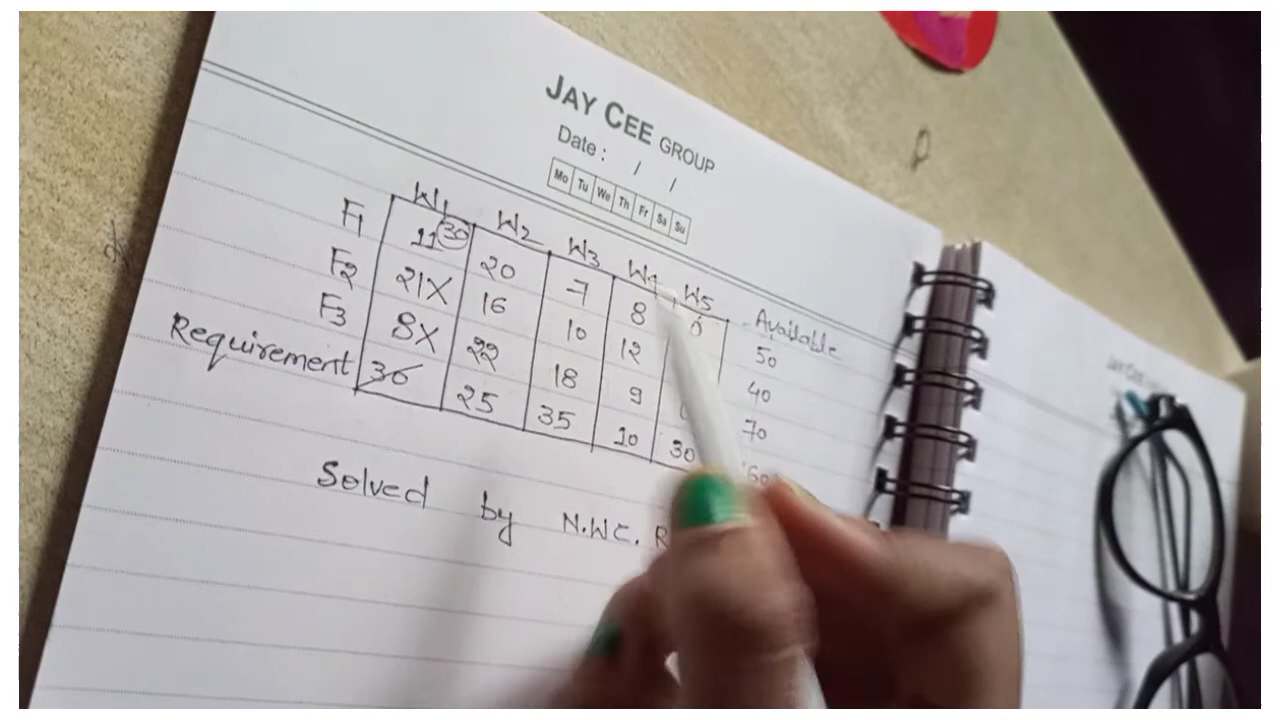 JAY CEE GROUP
Date : / /
Mo Tu We Th Fr Sa Su
W1 W2 W3 W4 W5 Available
F1 11 30 20 7 8 0 50
F2 21X 16 10 12 40
F3 8X 22 18 9 70
Requirement 30 25 35 10 30
Solved by N.WC.